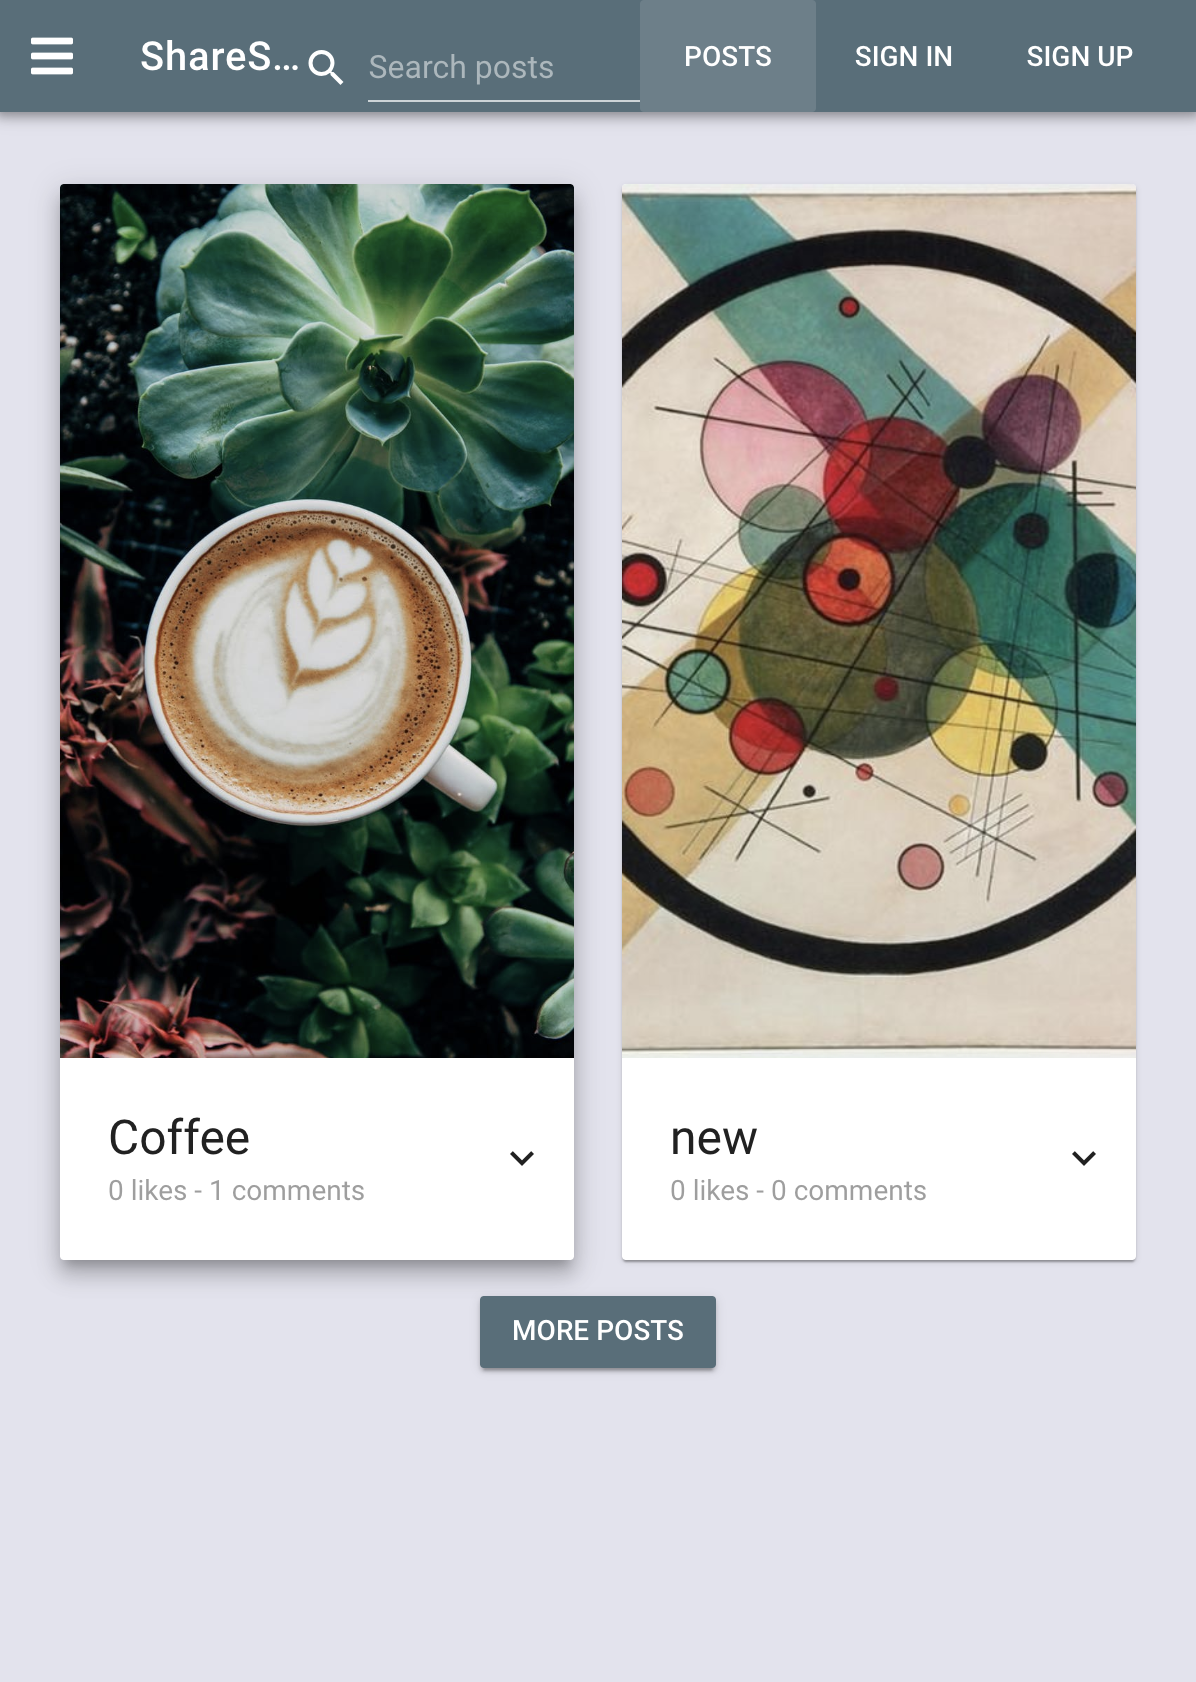 ShareS...
Search posts
POSTS
SIGN IN
SIGN UP
Coffee
0 likes - 1 comments
new
0 likes - 0 comments
MORE POSTS